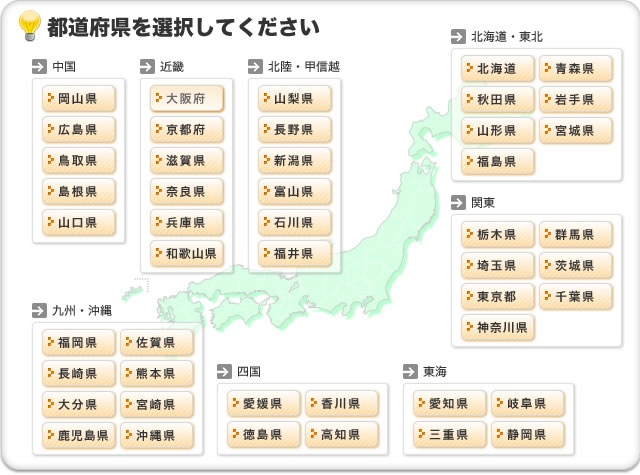 都道府県を選択してください
中国
岡山県
広島県
鳥取県
島根県
山口県
近畿
大阪府
京都府
滋賀県
奈良県
兵庫県
和歌山県
北陸・甲信越
山梨県
長野県
新潟県
富山県
石川県
福井県
北海道・東北
北海道 青森県
秋田県 岩手県
山形県 宮城県
福島県
関東
栃木県 群馬県
埼玉県 茨城県
東京都 千葉県
神奈川県
九州・沖縄
福岡県 佐賀県
長崎県 熊本県
大分県 宮崎県
鹿児島県 沖縄県
四国
愛媛県 香川県
徳島県 高知県
東海
愛知県 岐阜県
三重県 静岡県